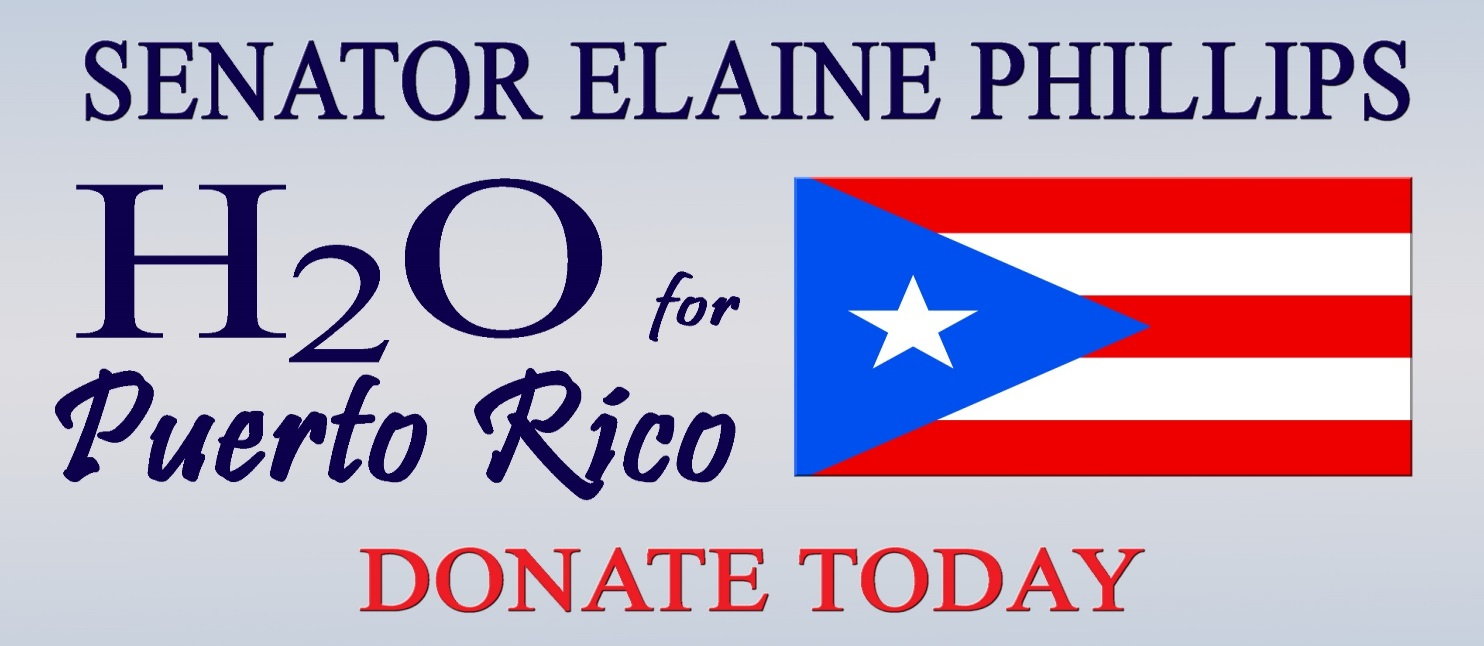 SENATOR ELAINE PHILLIPS
H2O for
Puerto Rico
DONATE TODAY